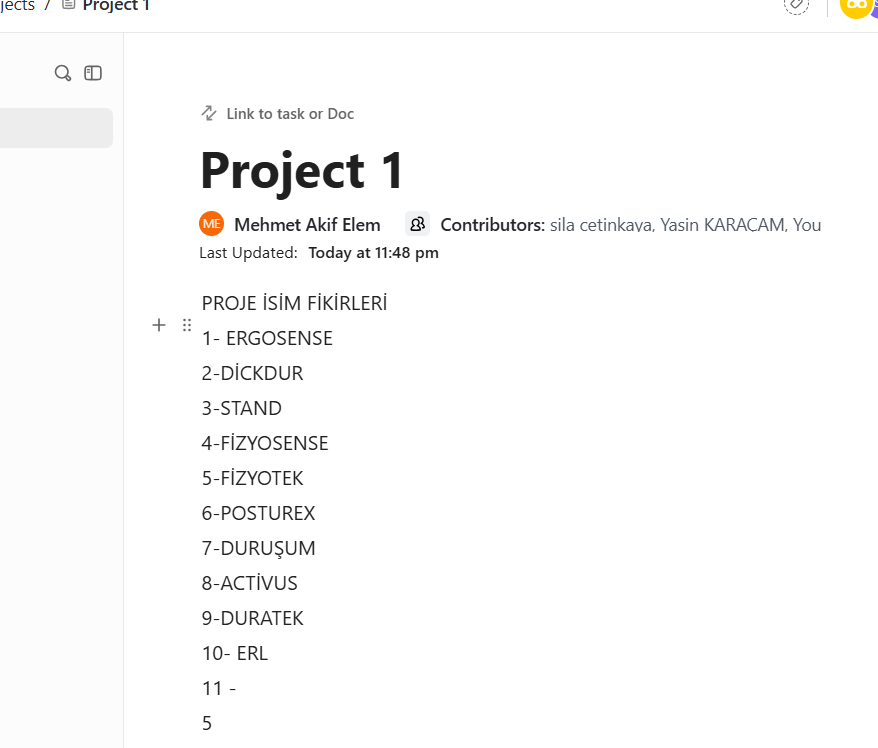 jects / Project 1
Link to task or Doc
Project 1
ME Mehmet Akif Elem Contributors: sila cetinkaya, Yasin KARACAM, You
Last Updated: Today at 11:48 pm
PROJE İSİM FİKİRLERİ
1- ERGOSENSE
2-DİCKDUR
3-STAND
4-FİZYOSENSE
5-FİZYOTEK
6-POSTUREX
7-DURUŞUM
8-ACTİVUS
9-DURATEK
10- ERL
11 -
5